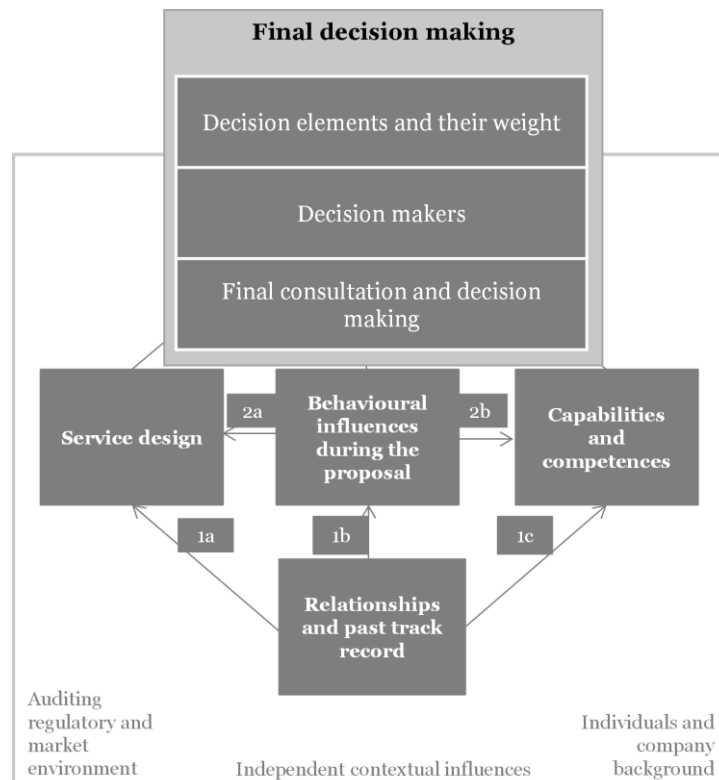 Final decision making
Decision elements and their weight
Decision makers
Final consultation and decision
making
2a
2b
Service design
Behavioural
influences
during the
proposal
Capabilities
and
competences
1a
1b
1c
Relationships
and past track
record
Auditing
regulatory and
market
environment
Independent contextual influences
Individuals and
company
background